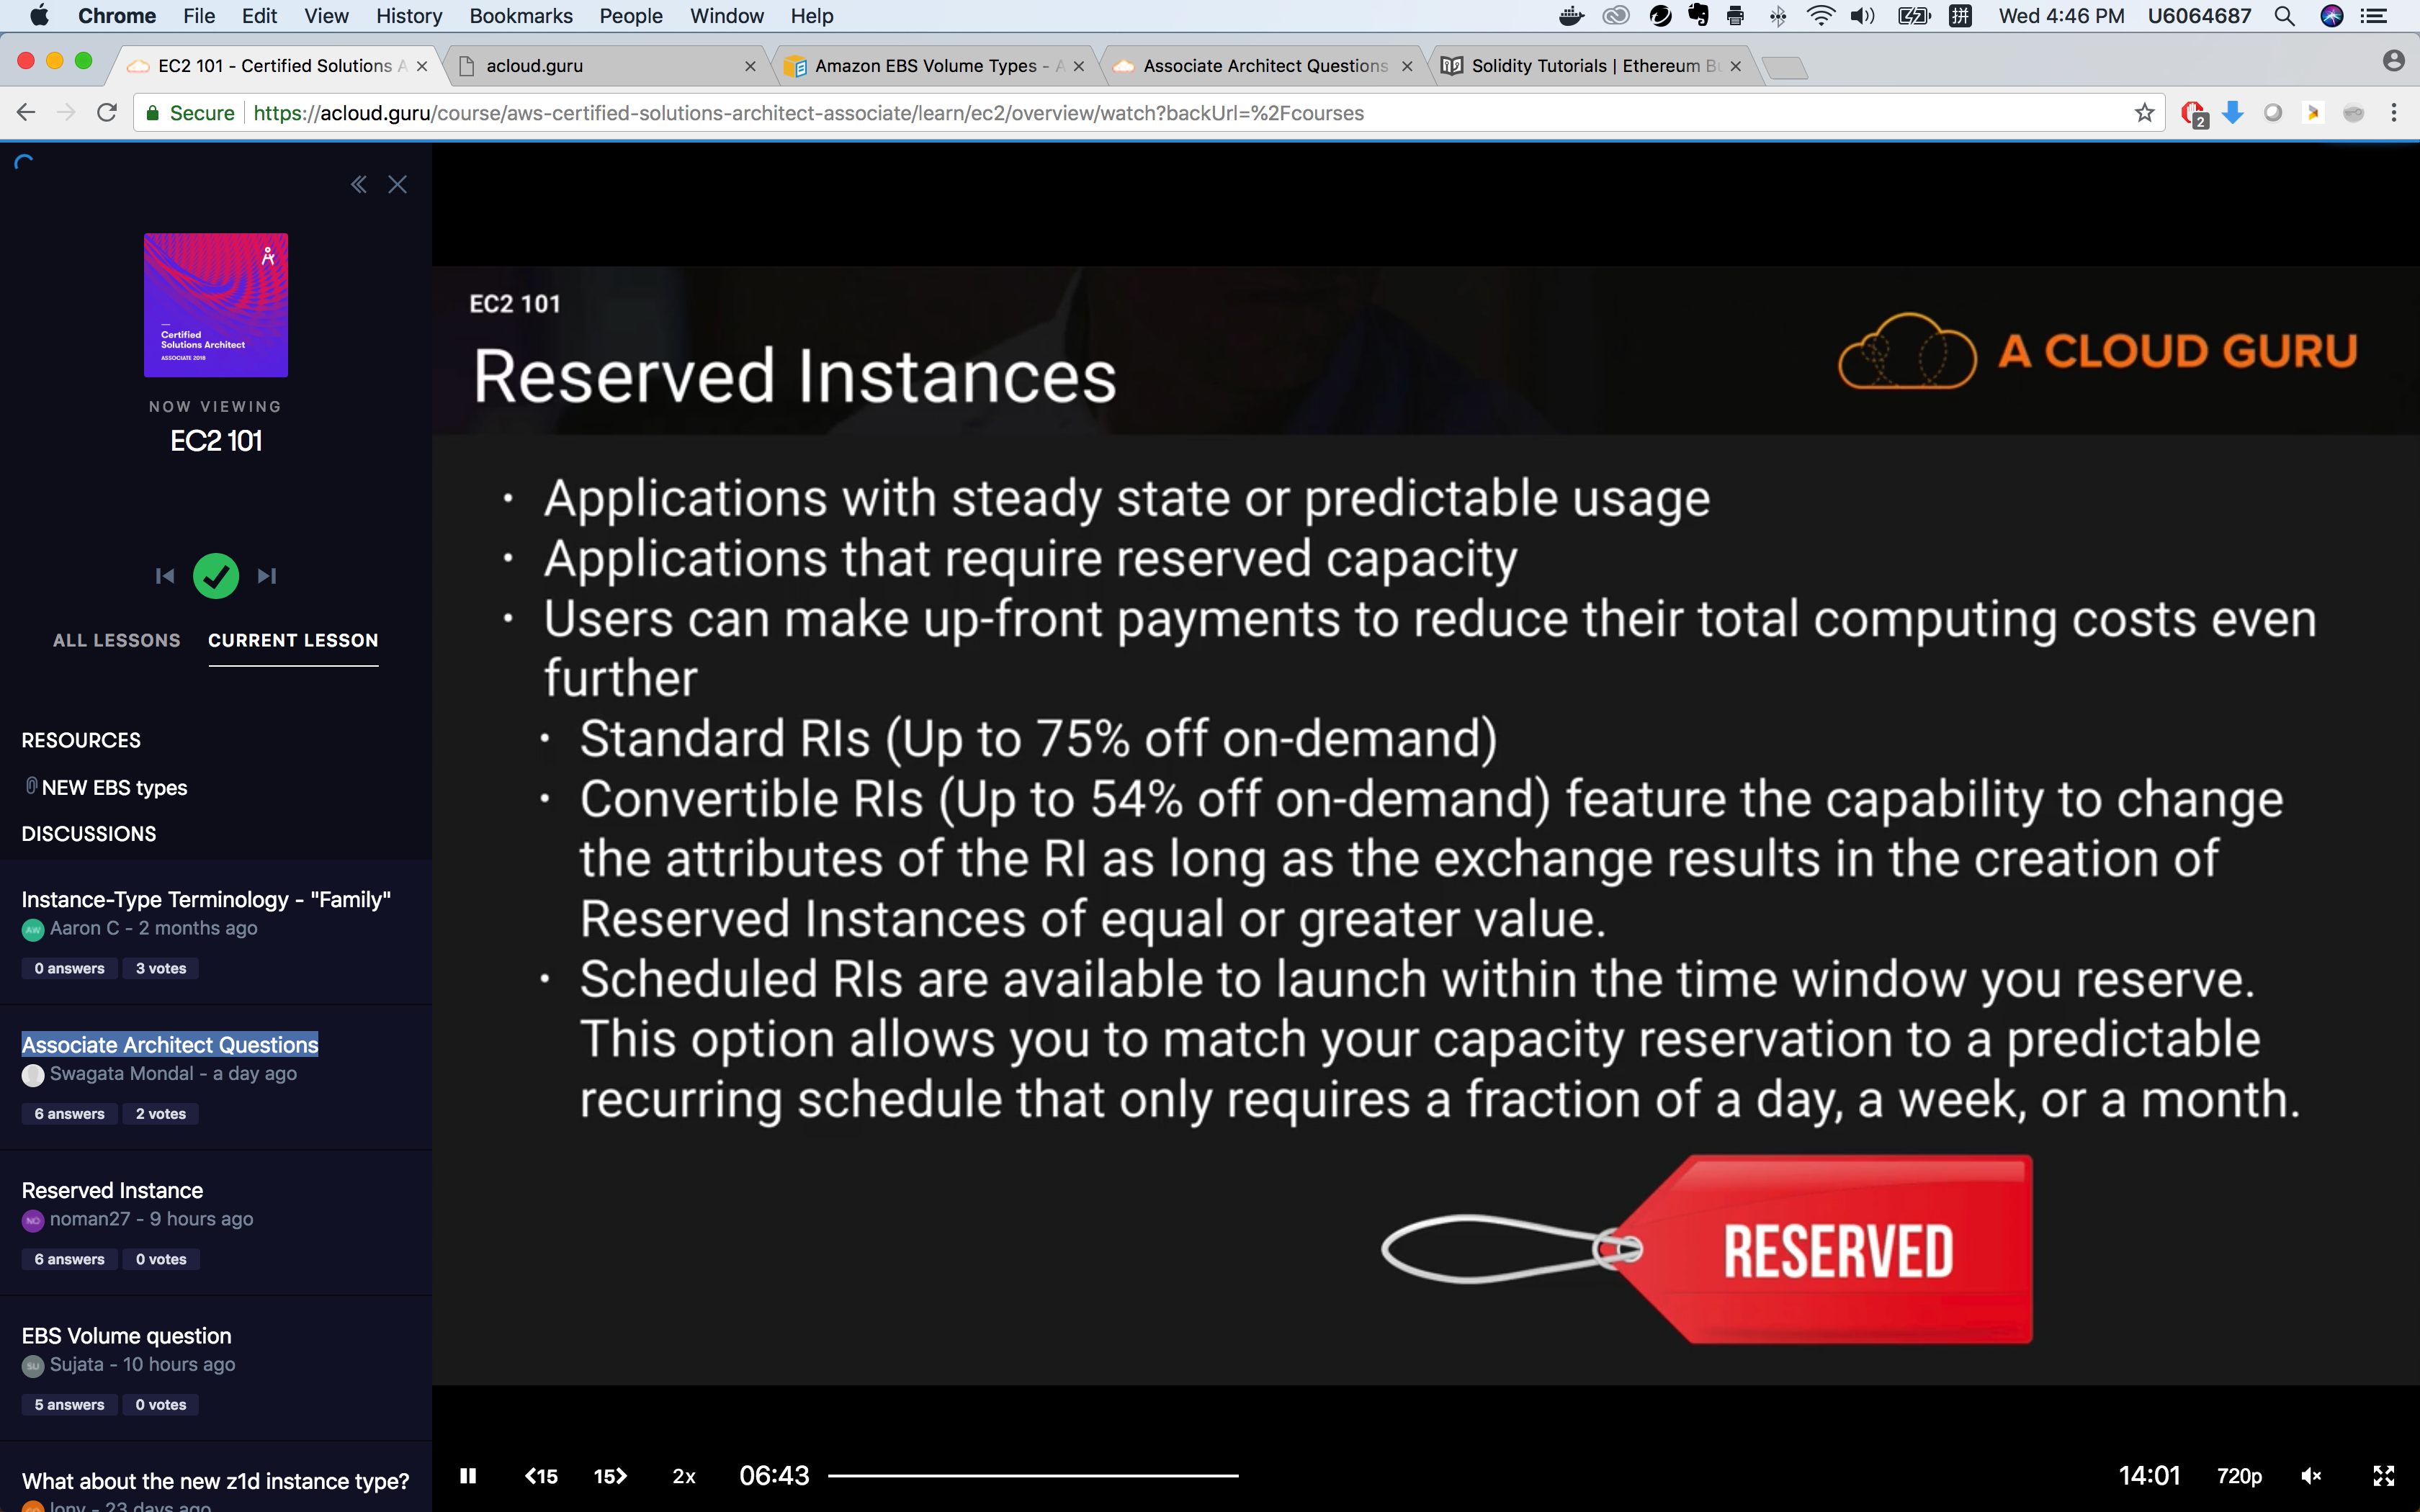 Chrome File Edit View History Bookmarks People Window Help
Wed 4:46 PM U6064687
EC2 101 - Certified Solutions A
acloud.guru
Amazon EBS Volume Types - A
Associate Architect Questions
Solidity Tutorials | Ethereum B
Secure https://acloud.guru/course/aws-certified-solutions-architect-associate/learn/ec2/overview/watch?backUrl=%2Fcourses
2
Certified
Solutions Architect
ASSOCIATE 2018
NOW VIEWING
EC2 101
ALL LESSONS CURRENT LESSON
RESOURCES
NEW EBS types
DISCUSSIONS
Instance-Type Terminology - "Family"
AW Aaron C - 2 months ago
0 answers 3 votes
Associate Architect Questions
Swagata Mondal - a day ago
6 answers 2 votes
Reserved Instance
NO noman27 - 9 hours ago
6 answers 0 votes
EBS Volume question
SU Sujata - 10 hours ago
5 answers 0 votes
What about the new z1d instance type?
23 days ago
EC2 101
Reserved Instances
A CLOUD GURU
• Applications with steady state or predictable usage
• Applications that require reserved capacity
• Users can make up-front payments to reduce their total computing costs even
further
• Standard RIs (Up to 75% off on-demand)
• Convertible RIs (Up to 54% off on-demand) feature the capability to change
the attributes of the RI as long as the exchange results in the creation of
Reserved Instances of equal or greater value.
• Scheduled RIs are available to launch within the time window you reserve.
This option allows you to match your capacity reservation to a predictable
recurring schedule that only requires a fraction of a day, a week, or a month.
RESERVED
<15 15> 2x 06:43 14:01 720p